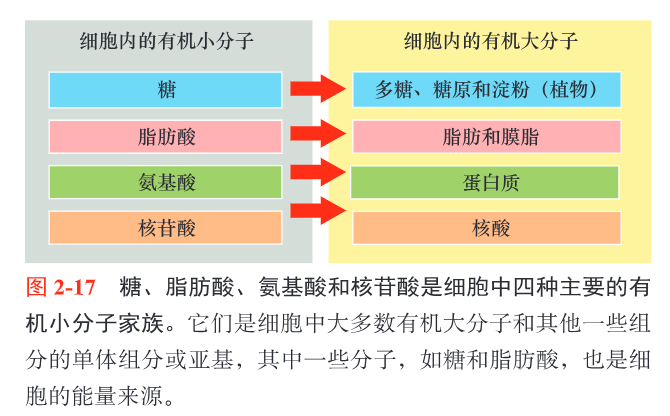 细胞内的有机小分子
细胞内的有机大分子
糖
多糖、糖原和淀粉（植物）
脂肪酸
脂肪和膜脂
氨基酸
蛋白质
核苷酸
核酸
图 2-17 糖、脂肪酸、氨基酸和核苷酸是细胞中四种主要的有
机小分子家族。它们是细胞中大多数有机大分子和其他一些组
分的单体组分或亚基，其中一些分子，如糖和脂肪酸，也是细
胞的能量来源。